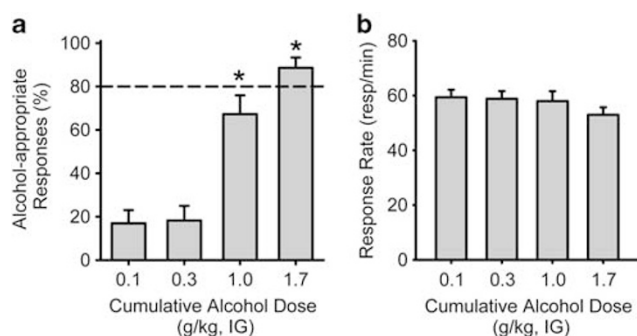 a
Alcohol-appropriate
Responses (%)
100
80
60
40
20
0
*
*
0.1 0.3 1.0 1.7
Cumulative Alcohol Dose
(g/kg, IG)
b
Response Rate (resp/min)
80
60
40
20
0
0.1 0.3 1.0 1.7
Cumulative Alcohol Dose
(g/kg, IG)